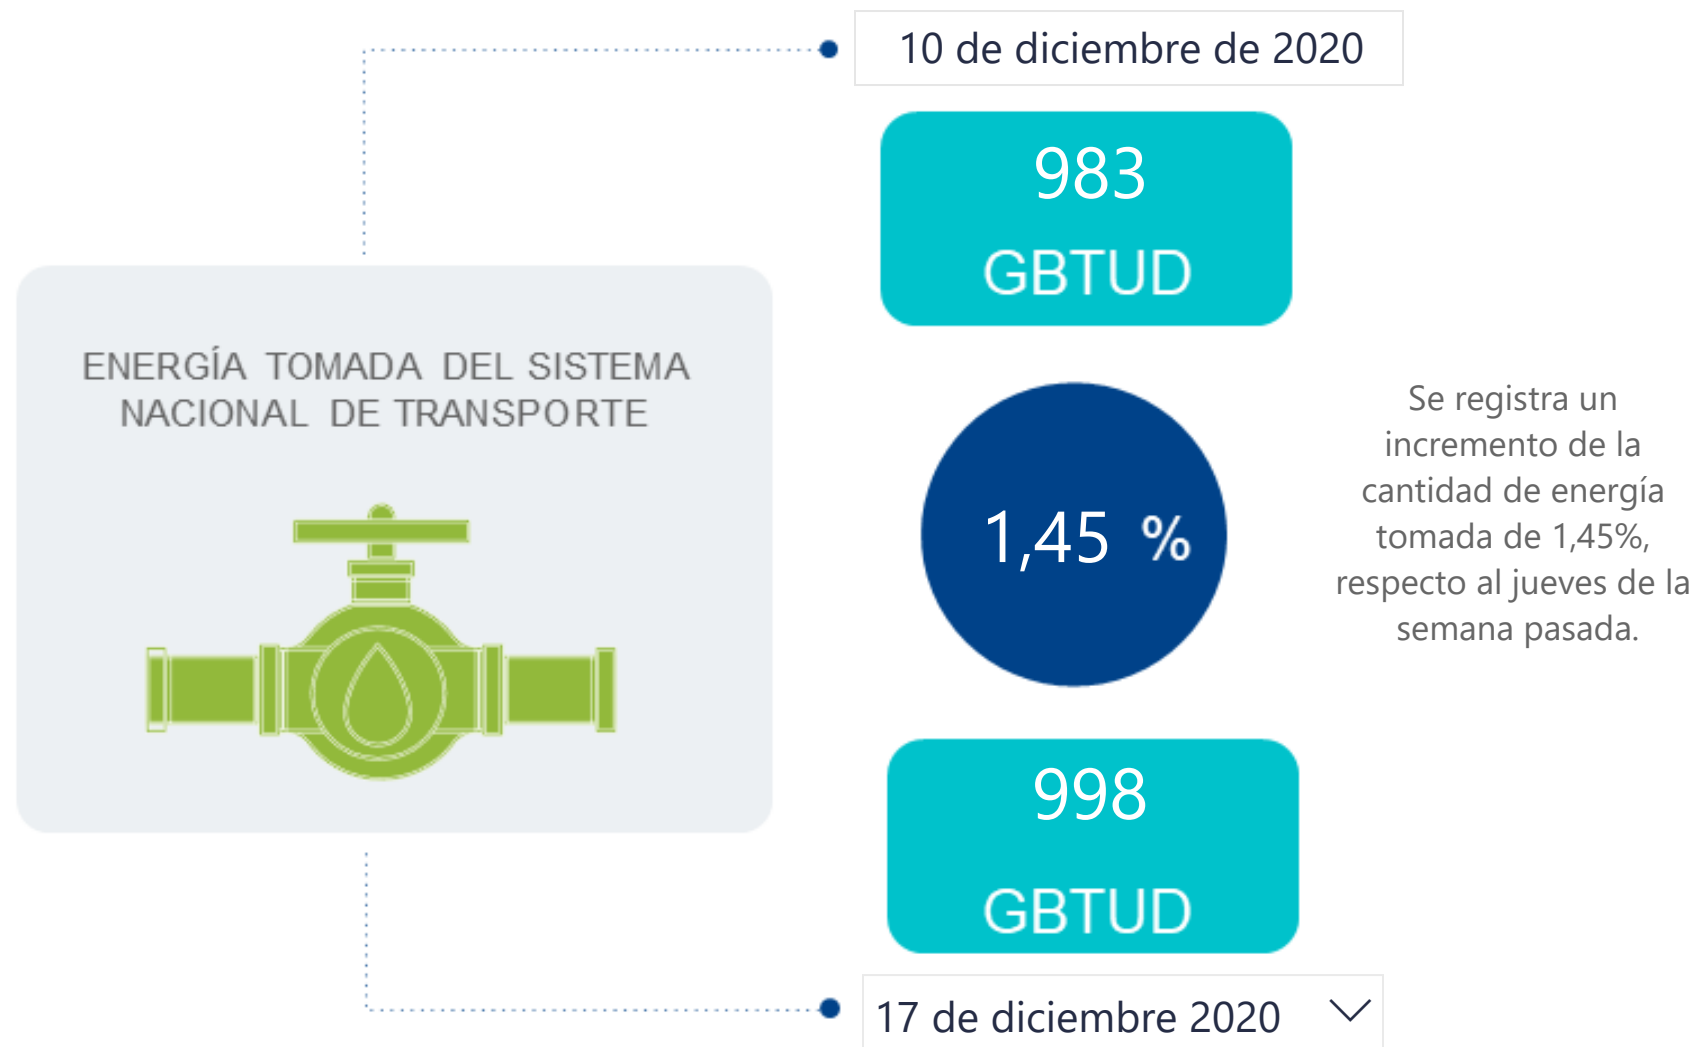 10 de diciembre de 2020
983
GBTUD
ENERGÍA TOMADA DEL SISTEMA
NACIONAL DE TRANSPORTE
1,45 %
Se registra un
incremento de la
cantidad de energía
tomada de 1,45%,
respecto al jueves de la
semana pasada.
998
GBTUD
17 de diciembre 2020